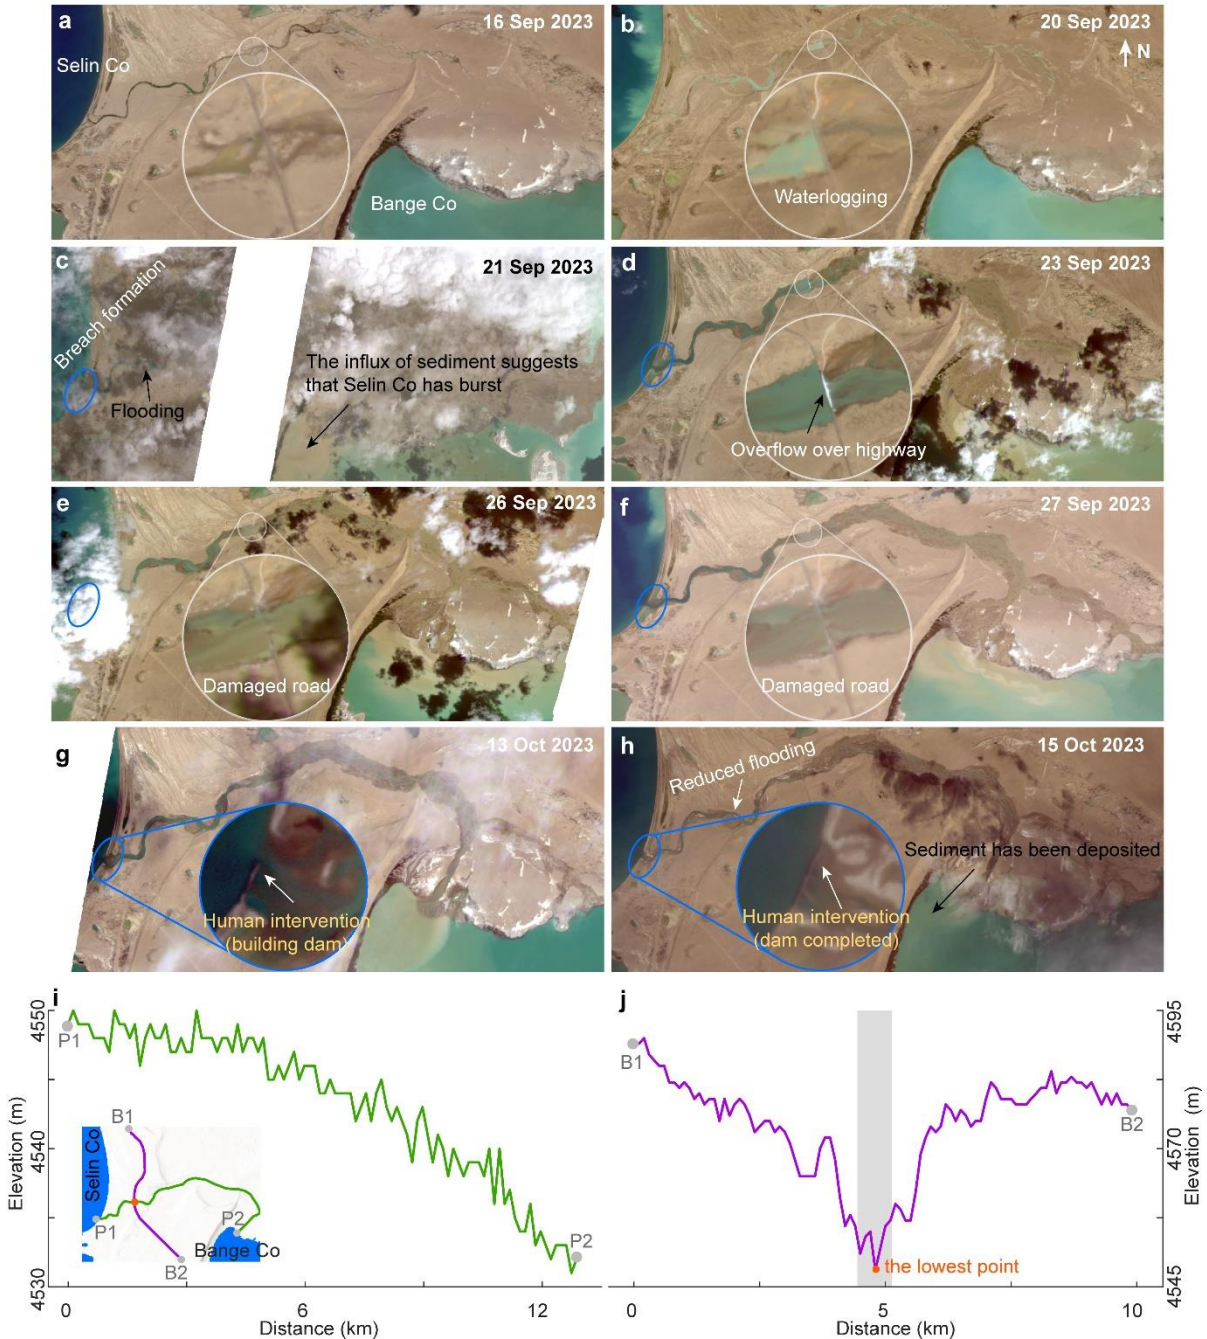 a
16 Sep 2023
Selin Co
Bange Co
b
20 Sep 2023
N
Waterlogging
c
21 Sep 2023
Breach formation
Flooding
The influx of sediment suggests
that Selin Co has burst
d
23 Sep 2023
Overflow over highway
e
26 Sep 2023
Damaged road
f
27 Sep 2023
Damaged road
g
13 Oct 2023
Human intervention
(building dam)
h
15 Oct 2023
Reduced flooding
Sediment has been deposited
Human intervention
(dam completed)
i
4550
4540
4530
Elevation (m)
P1
P2
B1
Selin Co
P1
P2
Bange Co
B2
0
6
12
Distance (km)
j
4595
4570
4545
Elevation (m)
B1
B2
the lowest point
0
5
10
Distance (km)